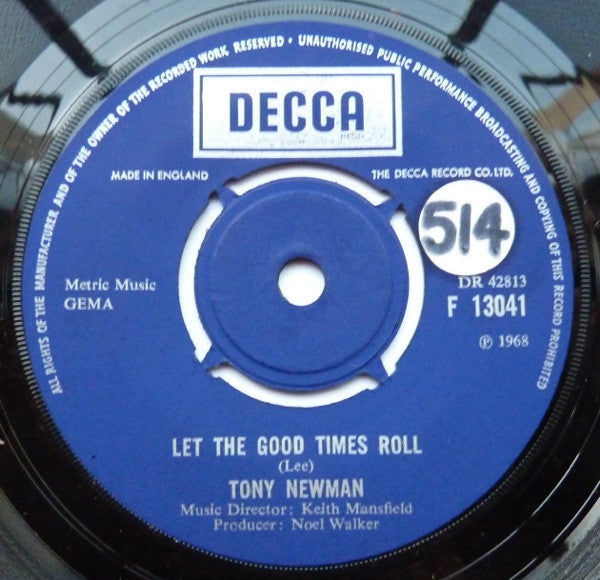 ALL RIGHTS OF THE MANUFACTURER AND OF THE OWNER OF THE RECORDED WORK RESERVED • UNAUTHORISED PUBLIC PERFORMANCE BROADCASTING AND COPYING OF THIS RECORD PROHIBITED
DECCA
REGD.
MADE IN ENGLAND
THE DECCA RECORD CO. LTD.
514
Metric Music
GEMA
DR 42813
F 13041
℗ 1968
LET THE GOOD TIMES ROLL
(Lee)
TONY NEWMAN
Music Director: Keith Mansfield
Producer: Noel Walker